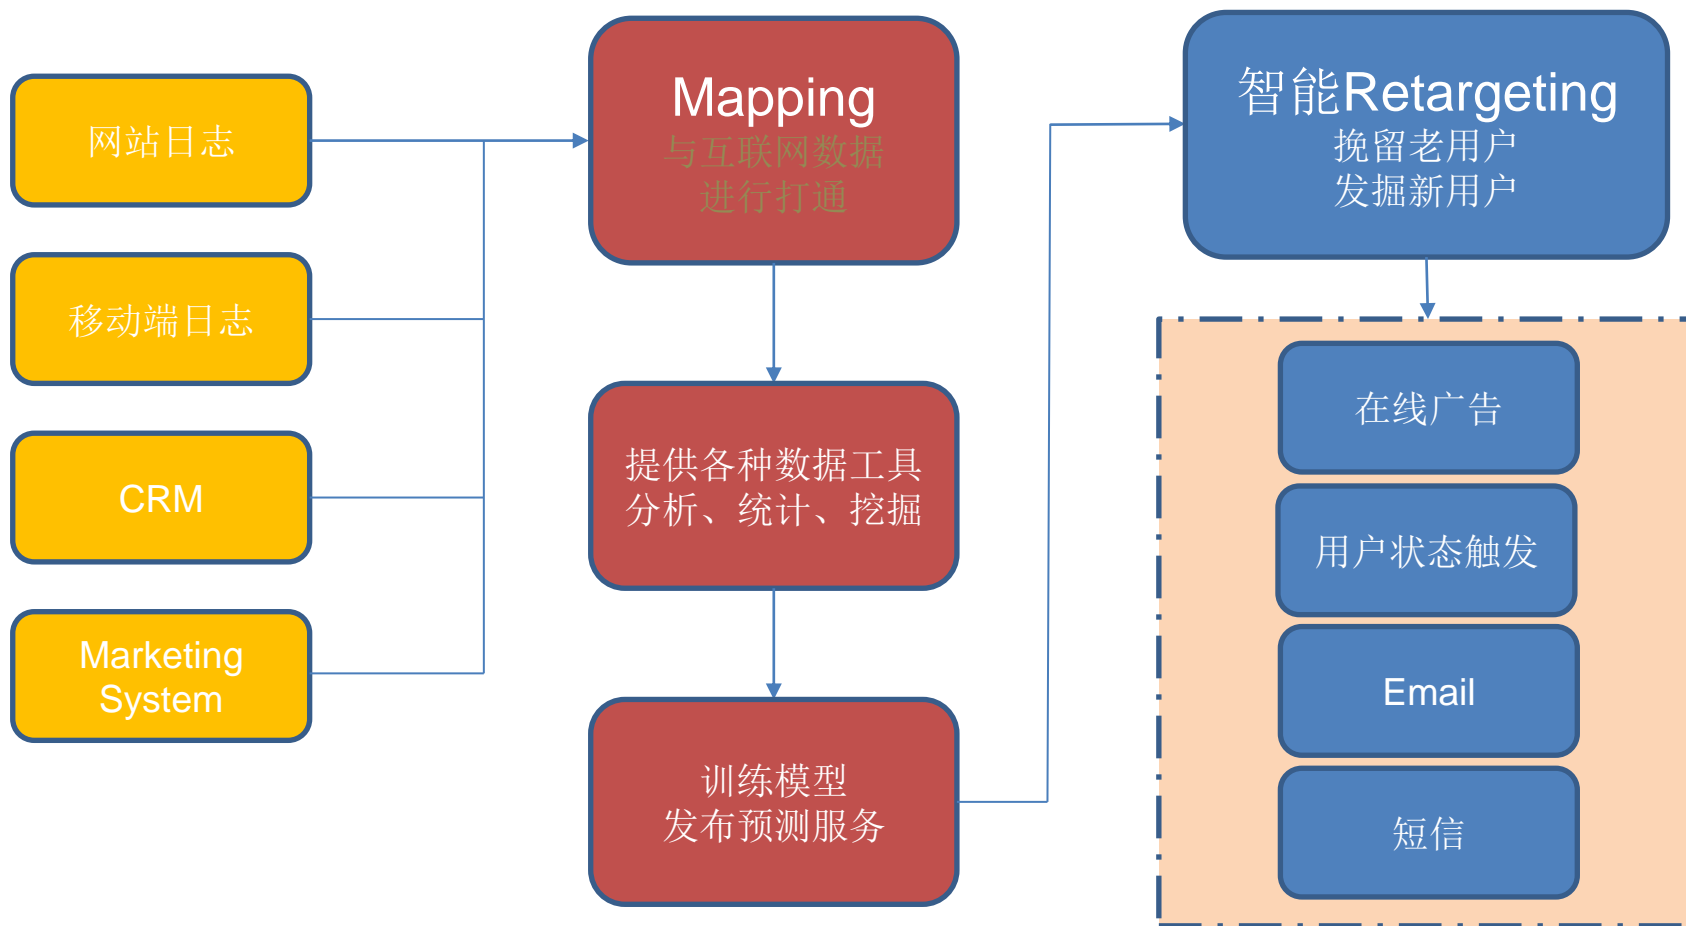 网站日志
移动端日志
CRM
Marketing
System
Mapping
与互联网数据
进行打通
提供各种数据工具
分析、统计、挖掘
训练模型
发布预测服务
智能Retargeting
挽留老用户
发掘新用户
在线广告
用户状态触发
Email
短信